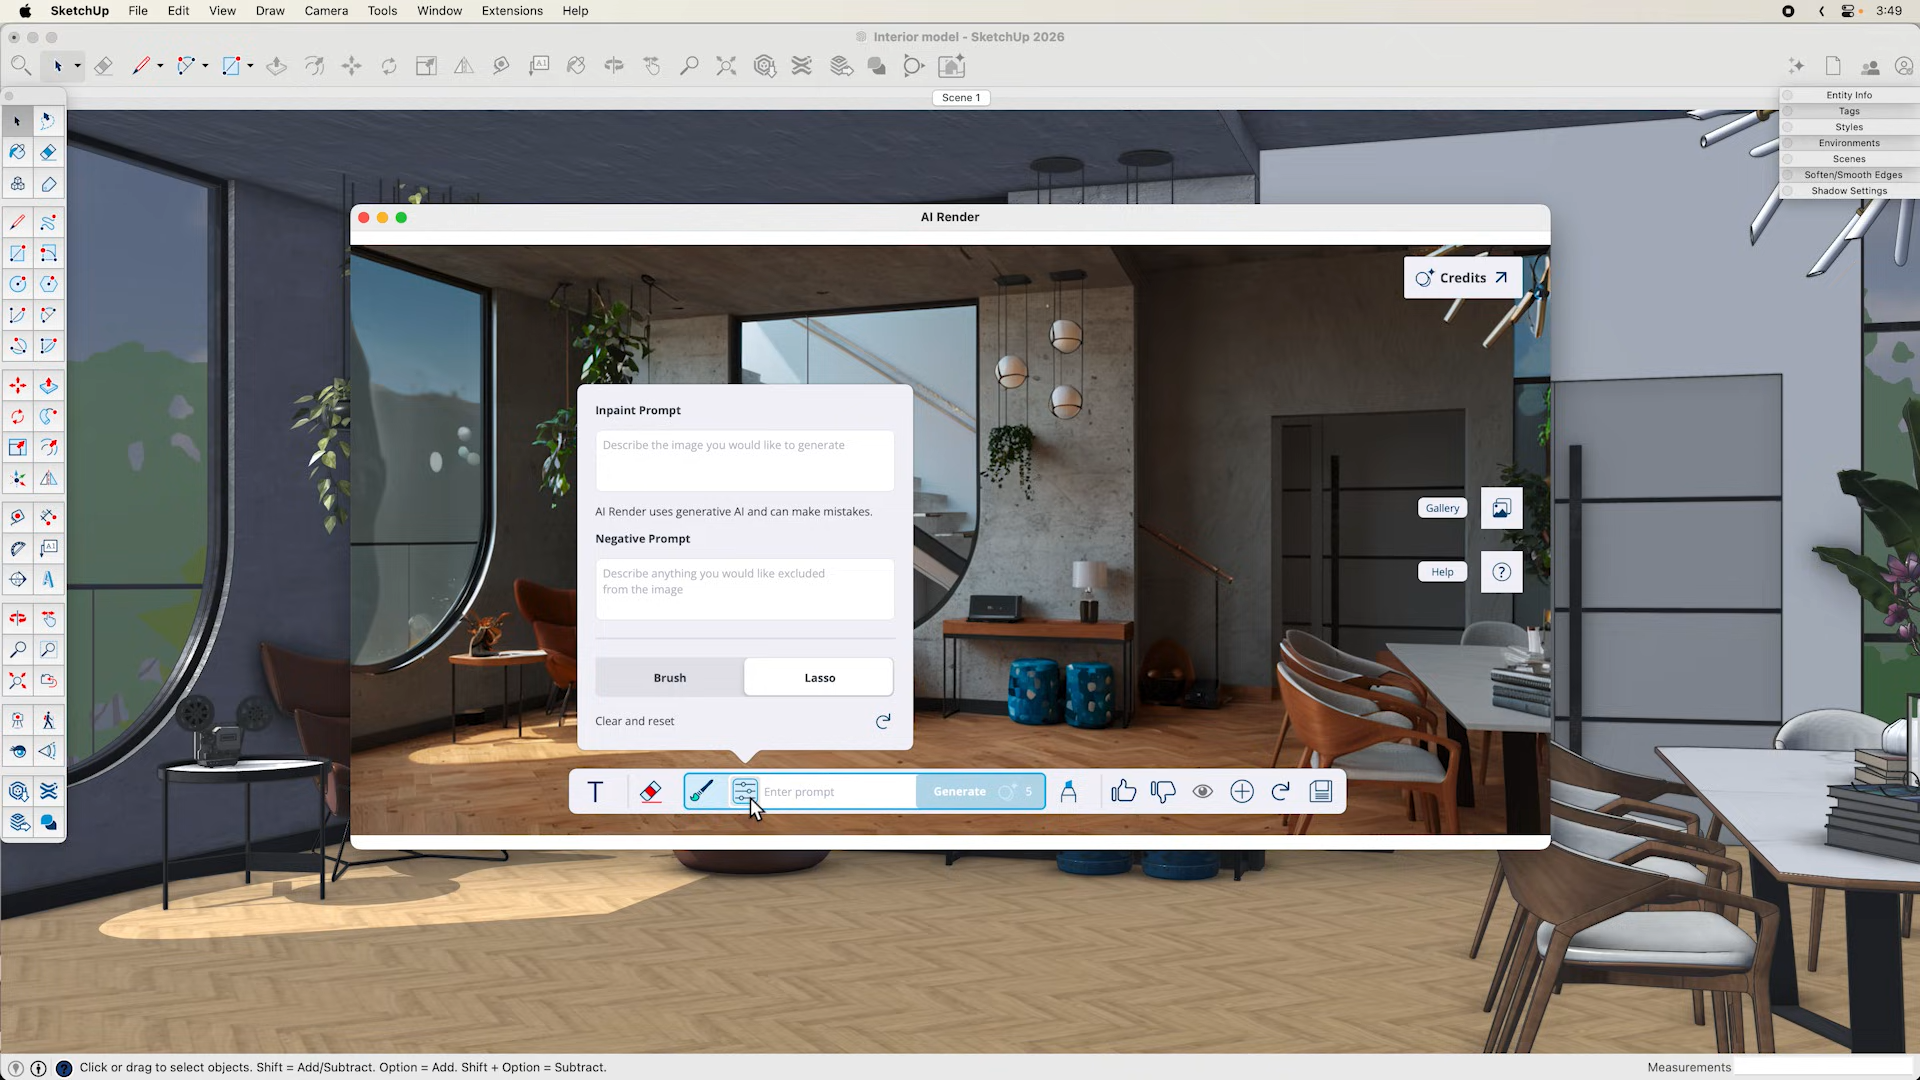 SketchUp File Edit View Draw Camera Tools Window Extensions Help 3:49
Interior model - SketchUp 2026
Scene 1
Entity Info
Tags
Styles
Environments
Scenes
Soften/Smooth Edges
Shadow Settings
AI Render
Credits
Inpaint Prompt
Describe the image you would like to generate
AI Render uses generative AI and can make mistakes.
Negative Prompt
Describe anything you would like excluded
from the image
Brush Lasso
Clear and reset
Gallery
Help
T Enter prompt Generate 5
Click or drag to select objects. Shift = Add/Subtract. Option = Add. Shift + Option = Subtract.
Measurements